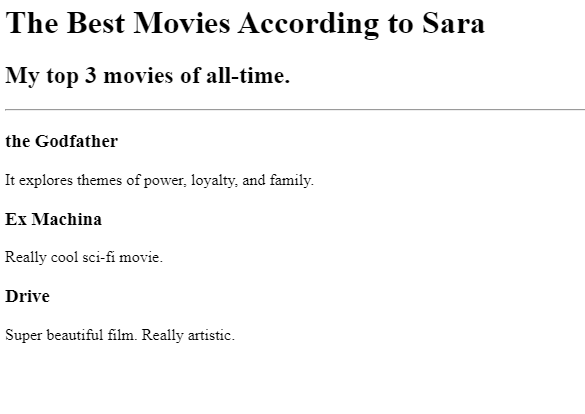 The Best Movies According to Sara
My top 3 movies of all-time.
the Godfather
It explores themes of power, loyalty, and family.
Ex Machina
Really cool sci-fi movie.
Drive
Super beautiful film. Really artistic.